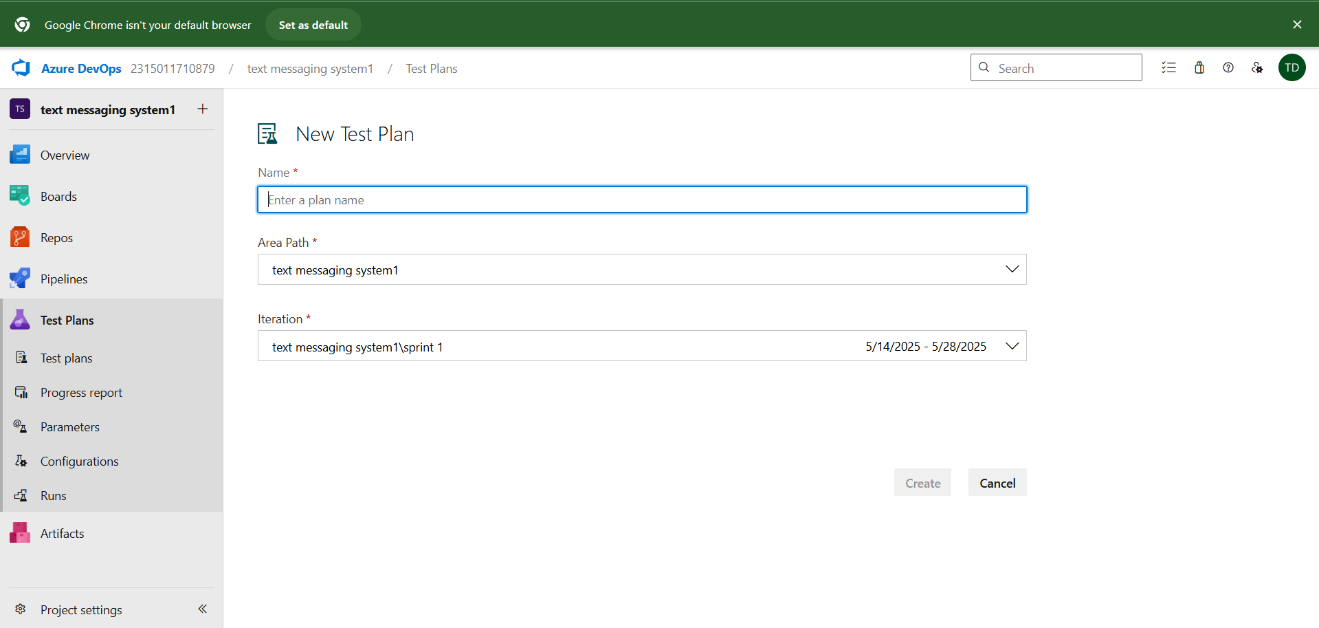 Google Chrome isn't your default browser Set as default
Azure DevOps 2315011710879 / text messaging system1 / Test Plans Search TD
TS text messaging system1
Overview
Boards
Repos
Pipelines
Test Plans
Test plans
Progress report
Parameters
Configurations
Runs
Artifacts
Project settings
New Test Plan
Name *
Enter a plan name
Area Path *
text messaging system1
Iteration *
text messaging system1\sprint 1 5/14/2025 - 5/28/2025
Create Cancel